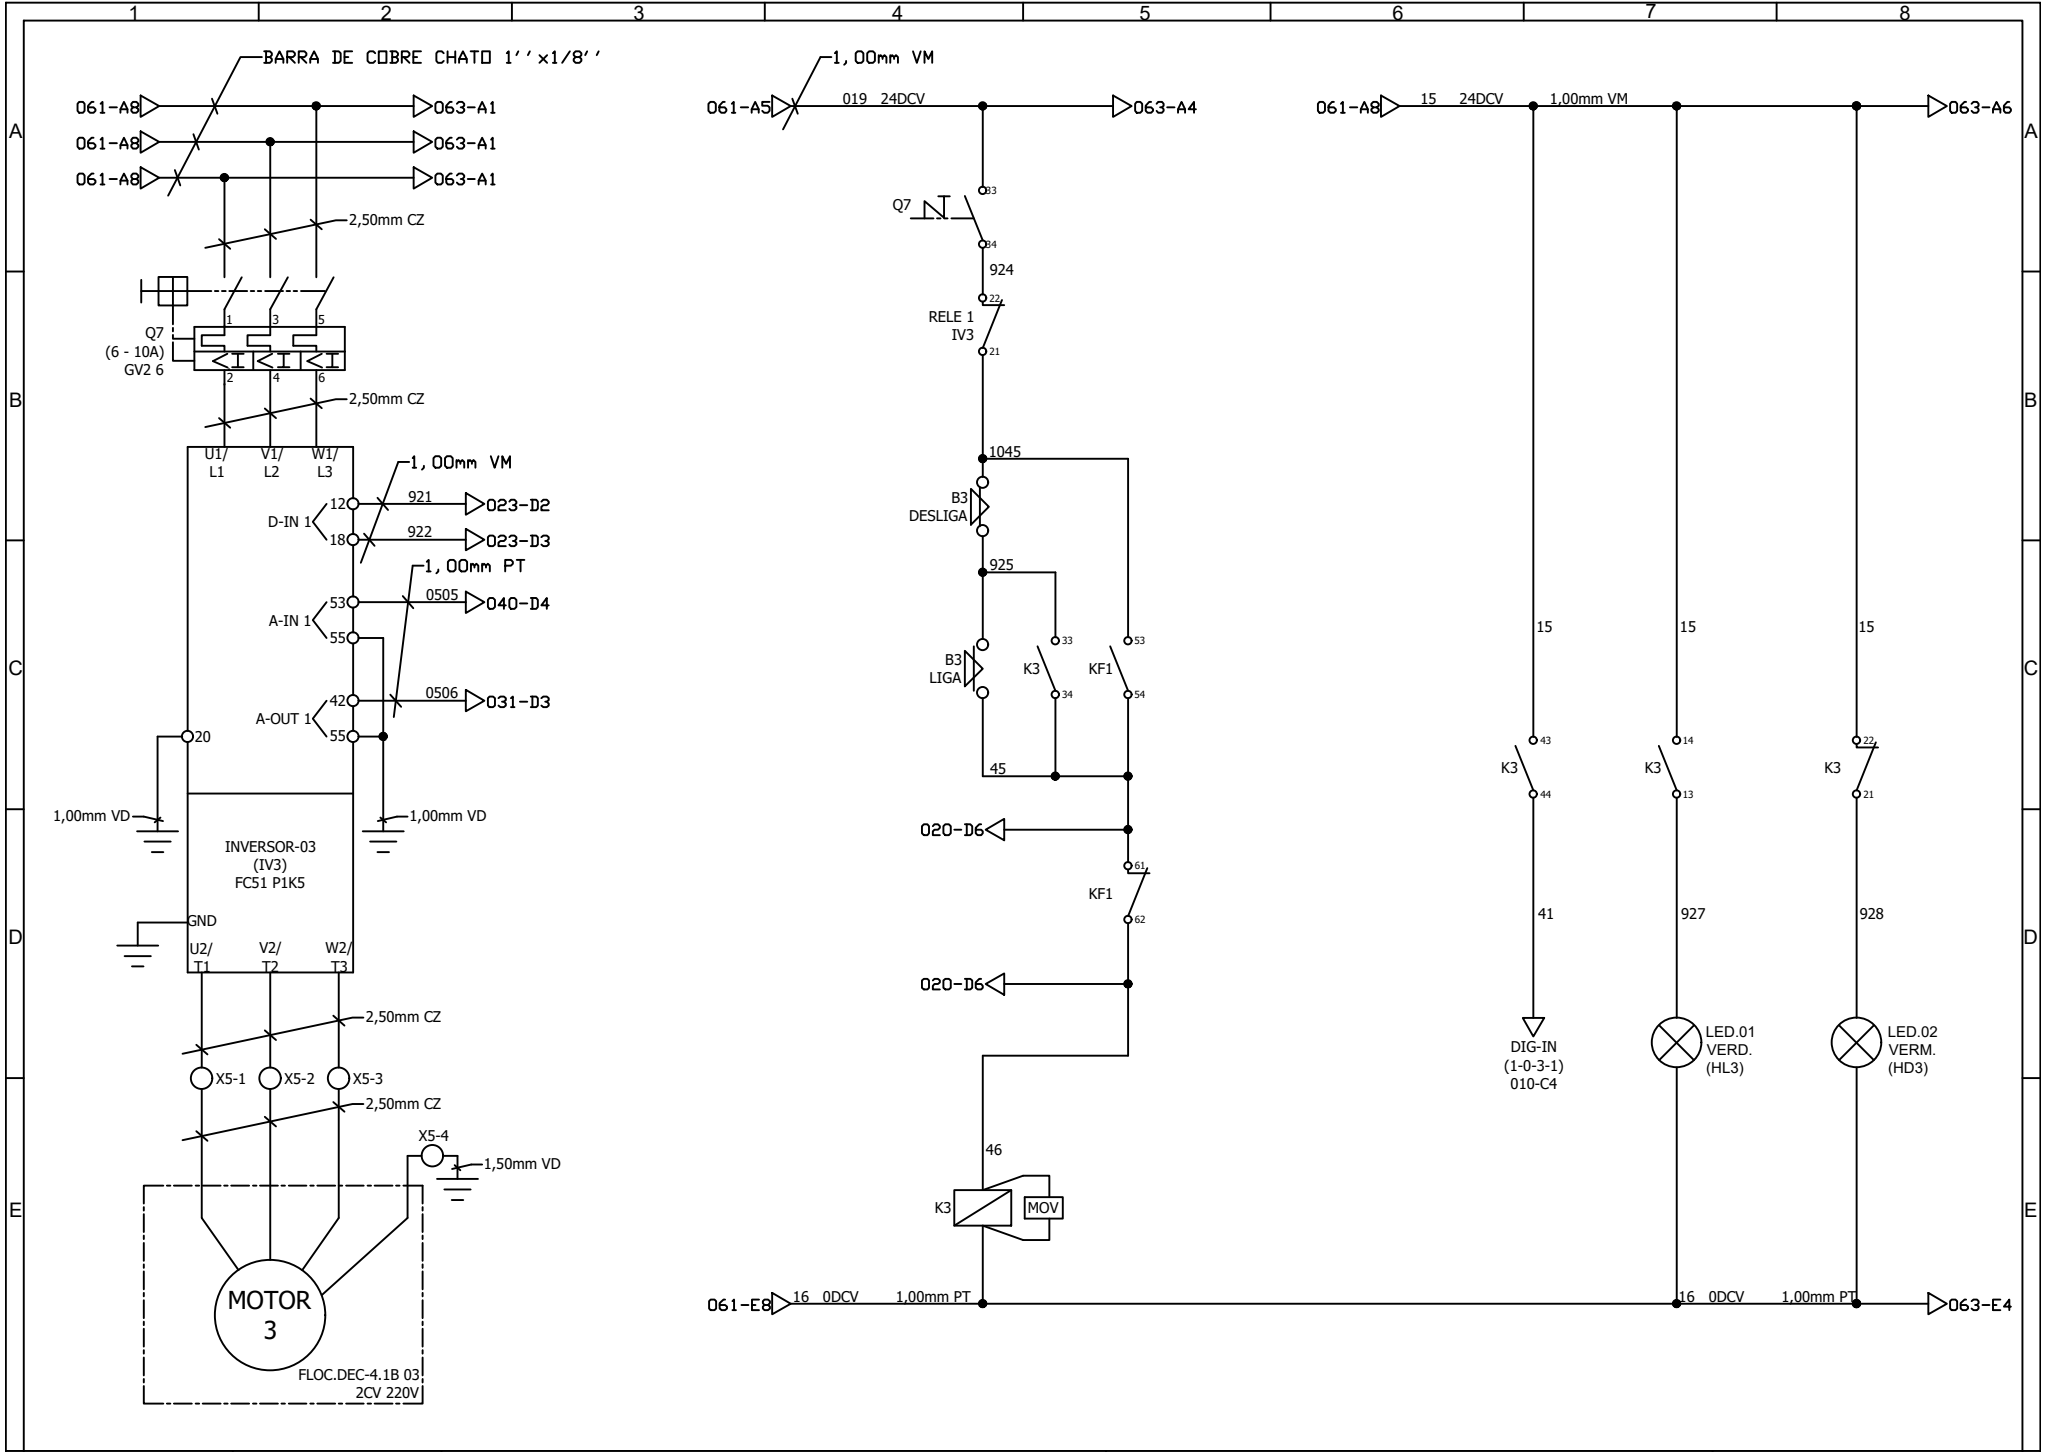 1 2 3 4 5 6 7 8
A
B
C
D
E
BARRA DE COBRE CHATO 1''x1/8''
061-A8
063-A1
061-A8
063-A1
061-A8
063-A1
2,50mm CZ
Q7
(6 - 10A)
GV2 6
1 3 5
2 4 6
2,50mm CZ
U1/ V1/ W1/
L1 L2 L3
1,00mm VM
D-IN 1
12
921
023-D2
18
922
023-D3
1,00mm PT
A-IN 1
53
0505
040-D4
55
A-OUT 1
42
0506
031-D3
55
20
1,00mm VD
1,00mm VD
INVERSOR-03
(IV3)
FC51 P1K5
GND
U2/ V2/ W2/
T1 T2 T3
2,50mm CZ
X5-1 X5-2 X5-3
2,50mm CZ
X5-4
1,50mm VD
MOTOR
3
FLOC.DEC-4.1B 03
2CV 220V
1,00mm VM
061-A5
019 24DCV
063-A4
33
Q7
34
924
22
RELE 1
IV3
21
1045
B3
DESLIGA
925
B3
LIGA
33
K3
34
53
KF1
54
45
020-D6
61
KF1
62
020-D6
46
K3
MOV
061-E8
16 0DCV 1,00mm PT
061-A8
15 24DCV 1,00mm VM
063-A6
15
15
15
43
K3
44
14
K3
13
22
K3
21
41
927
928
DIG-IN
(1-0-3-1)
010-C4
LED.01
VERD.
(HL3)
LED.02
VERM.
(HD3)
16 0DCV 1,00mm PT
063-E4
A
B
C
D
E